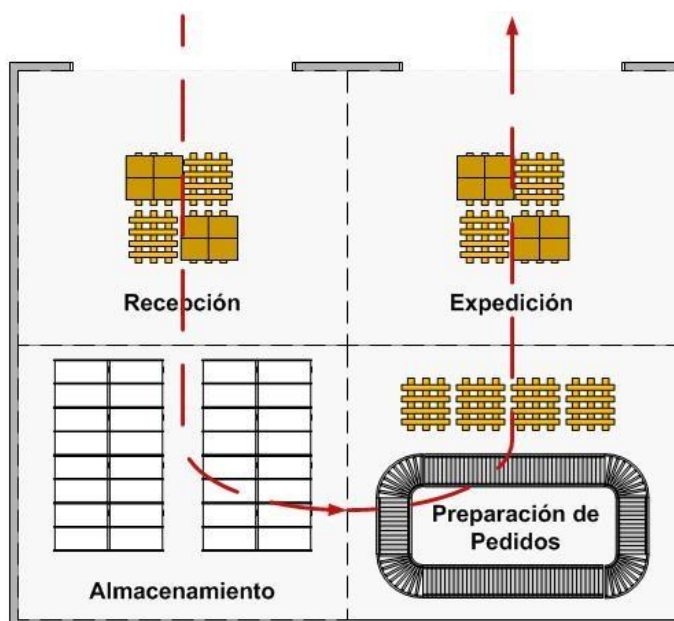 Recepción
Expedición
Almacenamiento
Preparación de
Pedidos